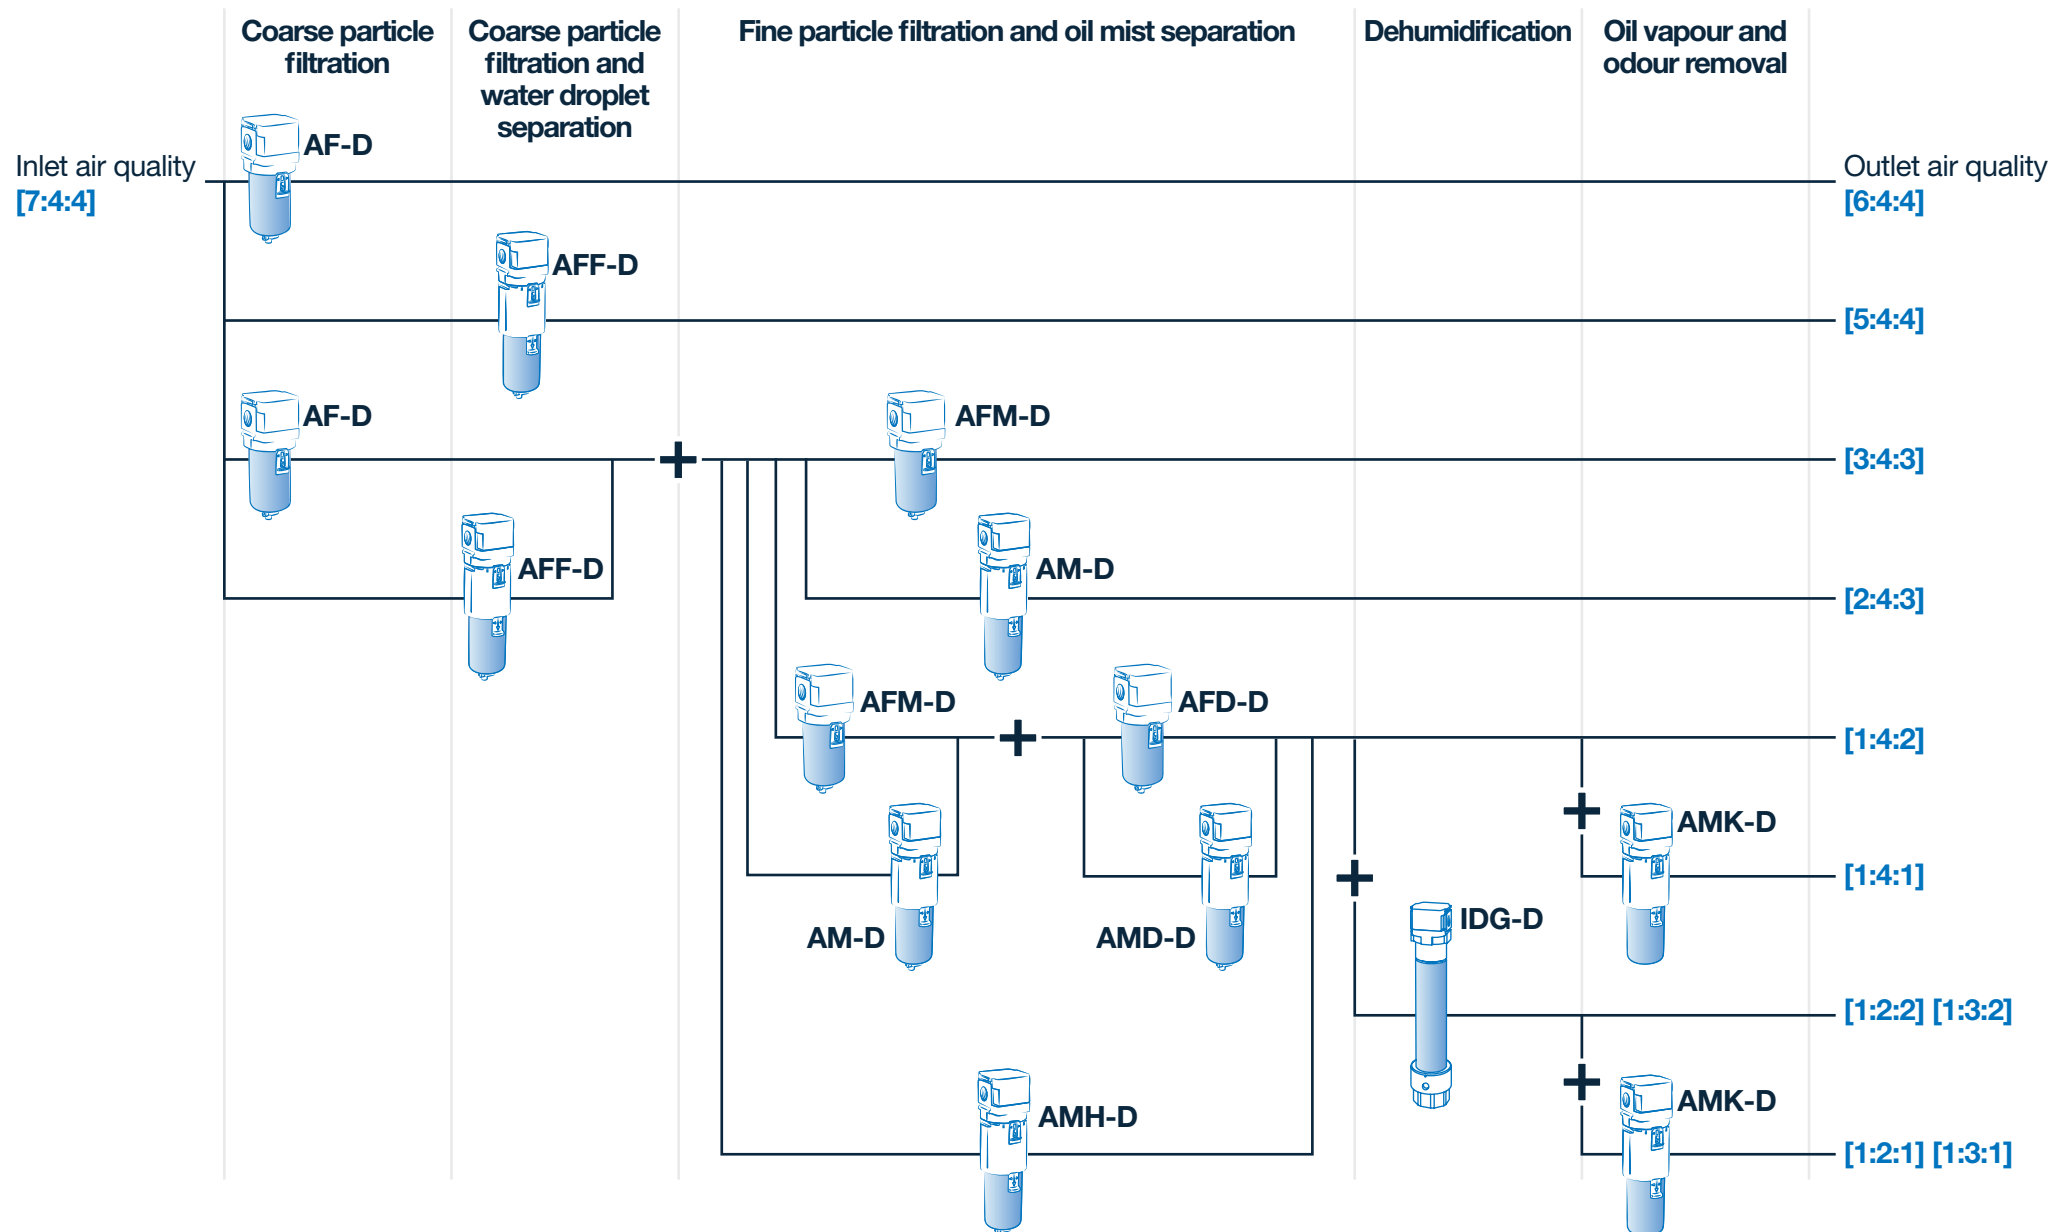 Coarse particle
filtration
Coarse particle
filtration and
water droplet
separation
Fine particle filtration and oil mist separation
Dehumidification
Oil vapour and
odour removal
AF-D
Inlet air quality
[7:4:4]
Outlet air quality
[6:4:4]
AFF-D
[5:4:4]
AF-D
AFM-D
[3:4:3]
AFF-D
AM-D
[2:4:3]
AFM-D
AFD-D
[1:4:2]
AMK-D
[1:4:1]
AM-D
AMD-D
IDG-D
[1:2:2] [1:3:2]
AMH-D
AMK-D
[1:2:1] [1:3:1]